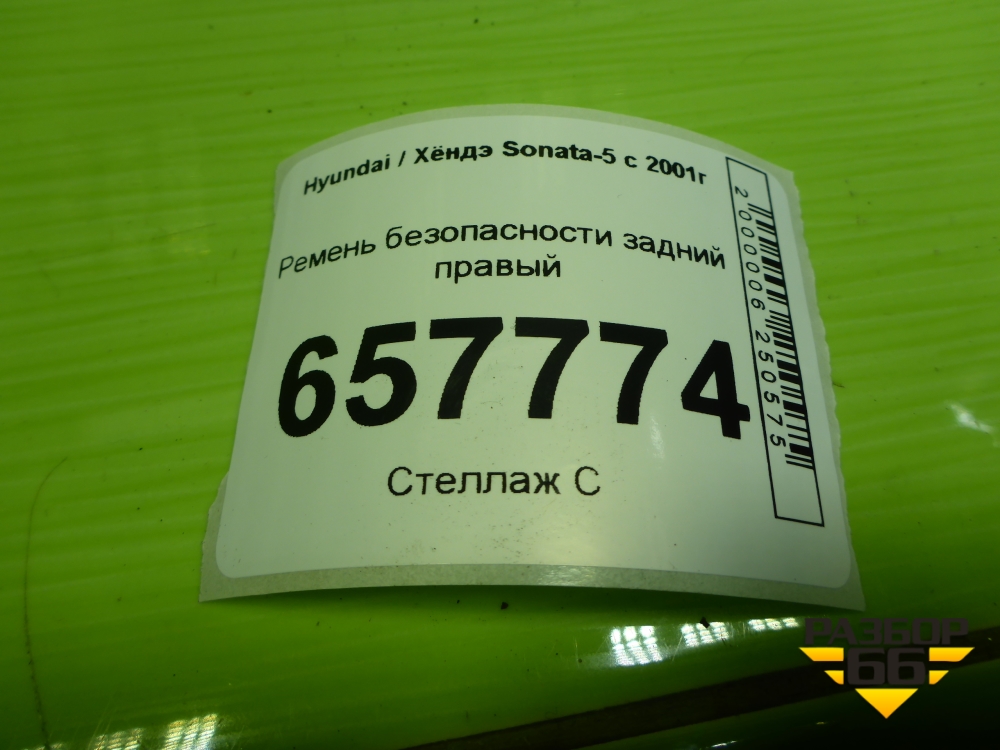 Hyundai / Хёндэ Sonata-5 с 2001г
Ремень безопасности задний
правый
657774
Стеллаж С
2000006250575
РАЗБОР
66